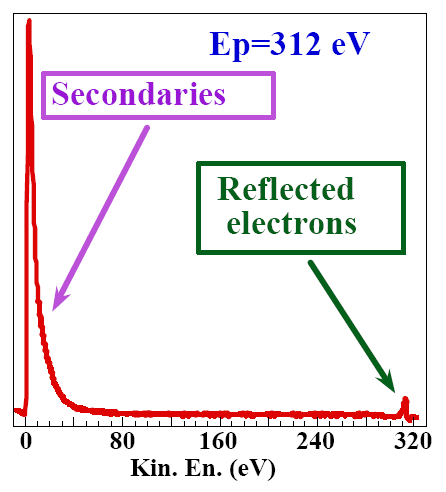 Ep=312 eV
Secondaries
Reflected
electrons
0 80 160 240 320
Kin. En. (eV)